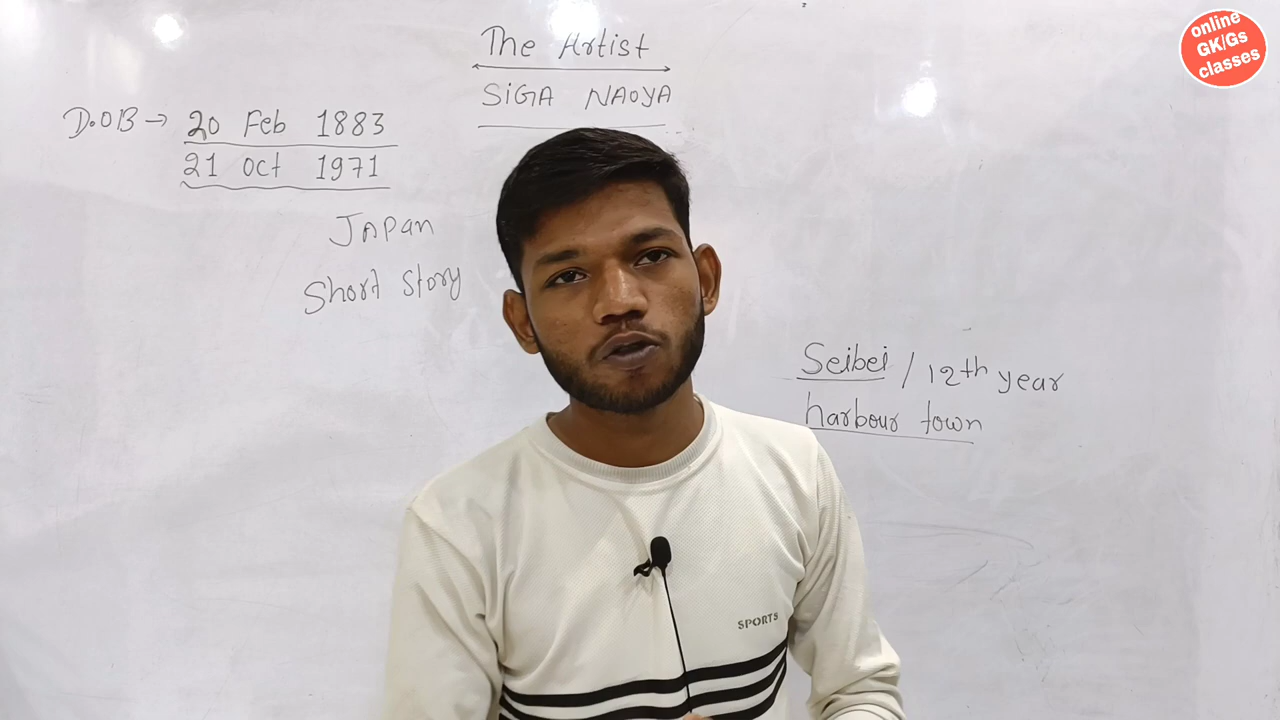 The Artist
SIGA NAOYA
D.OB → 20 Feb 1883
21 oct 1971
JAPan
Short Story
Seibei / 12th year
harbour town
online
GK/Gs
classes
SPORTS